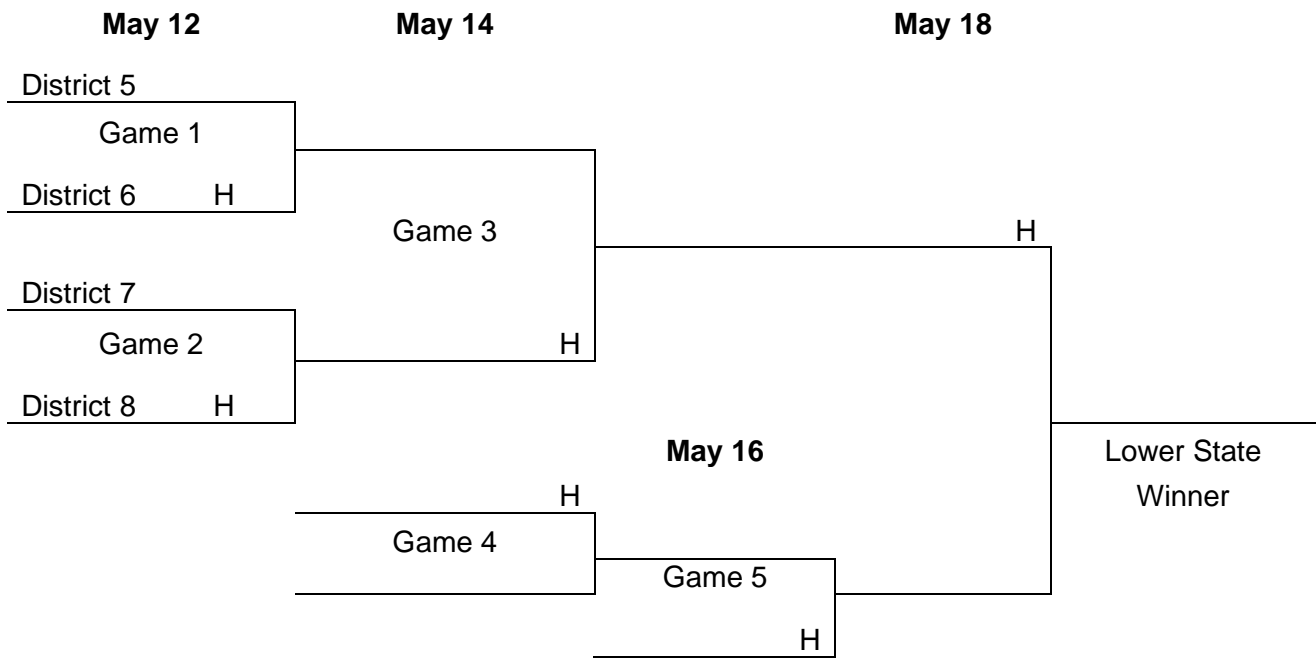 May 12 May 14 May 18
District 5
Game 1
District 6 H
Game 3 H
District 7
Game 2 H
District 8 H
May 16 Lower State
H Winner
Game 4
Game 5
H